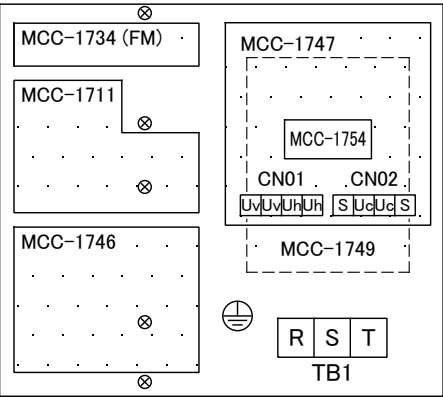 MCC-1734 (FM)
MCC-1747
MCC-1711
MCC-1754
CN01 CN02
Uv Uv Uh Uh S Uc Uc S
MCC-1746
MCC-1749
R S T
TB1